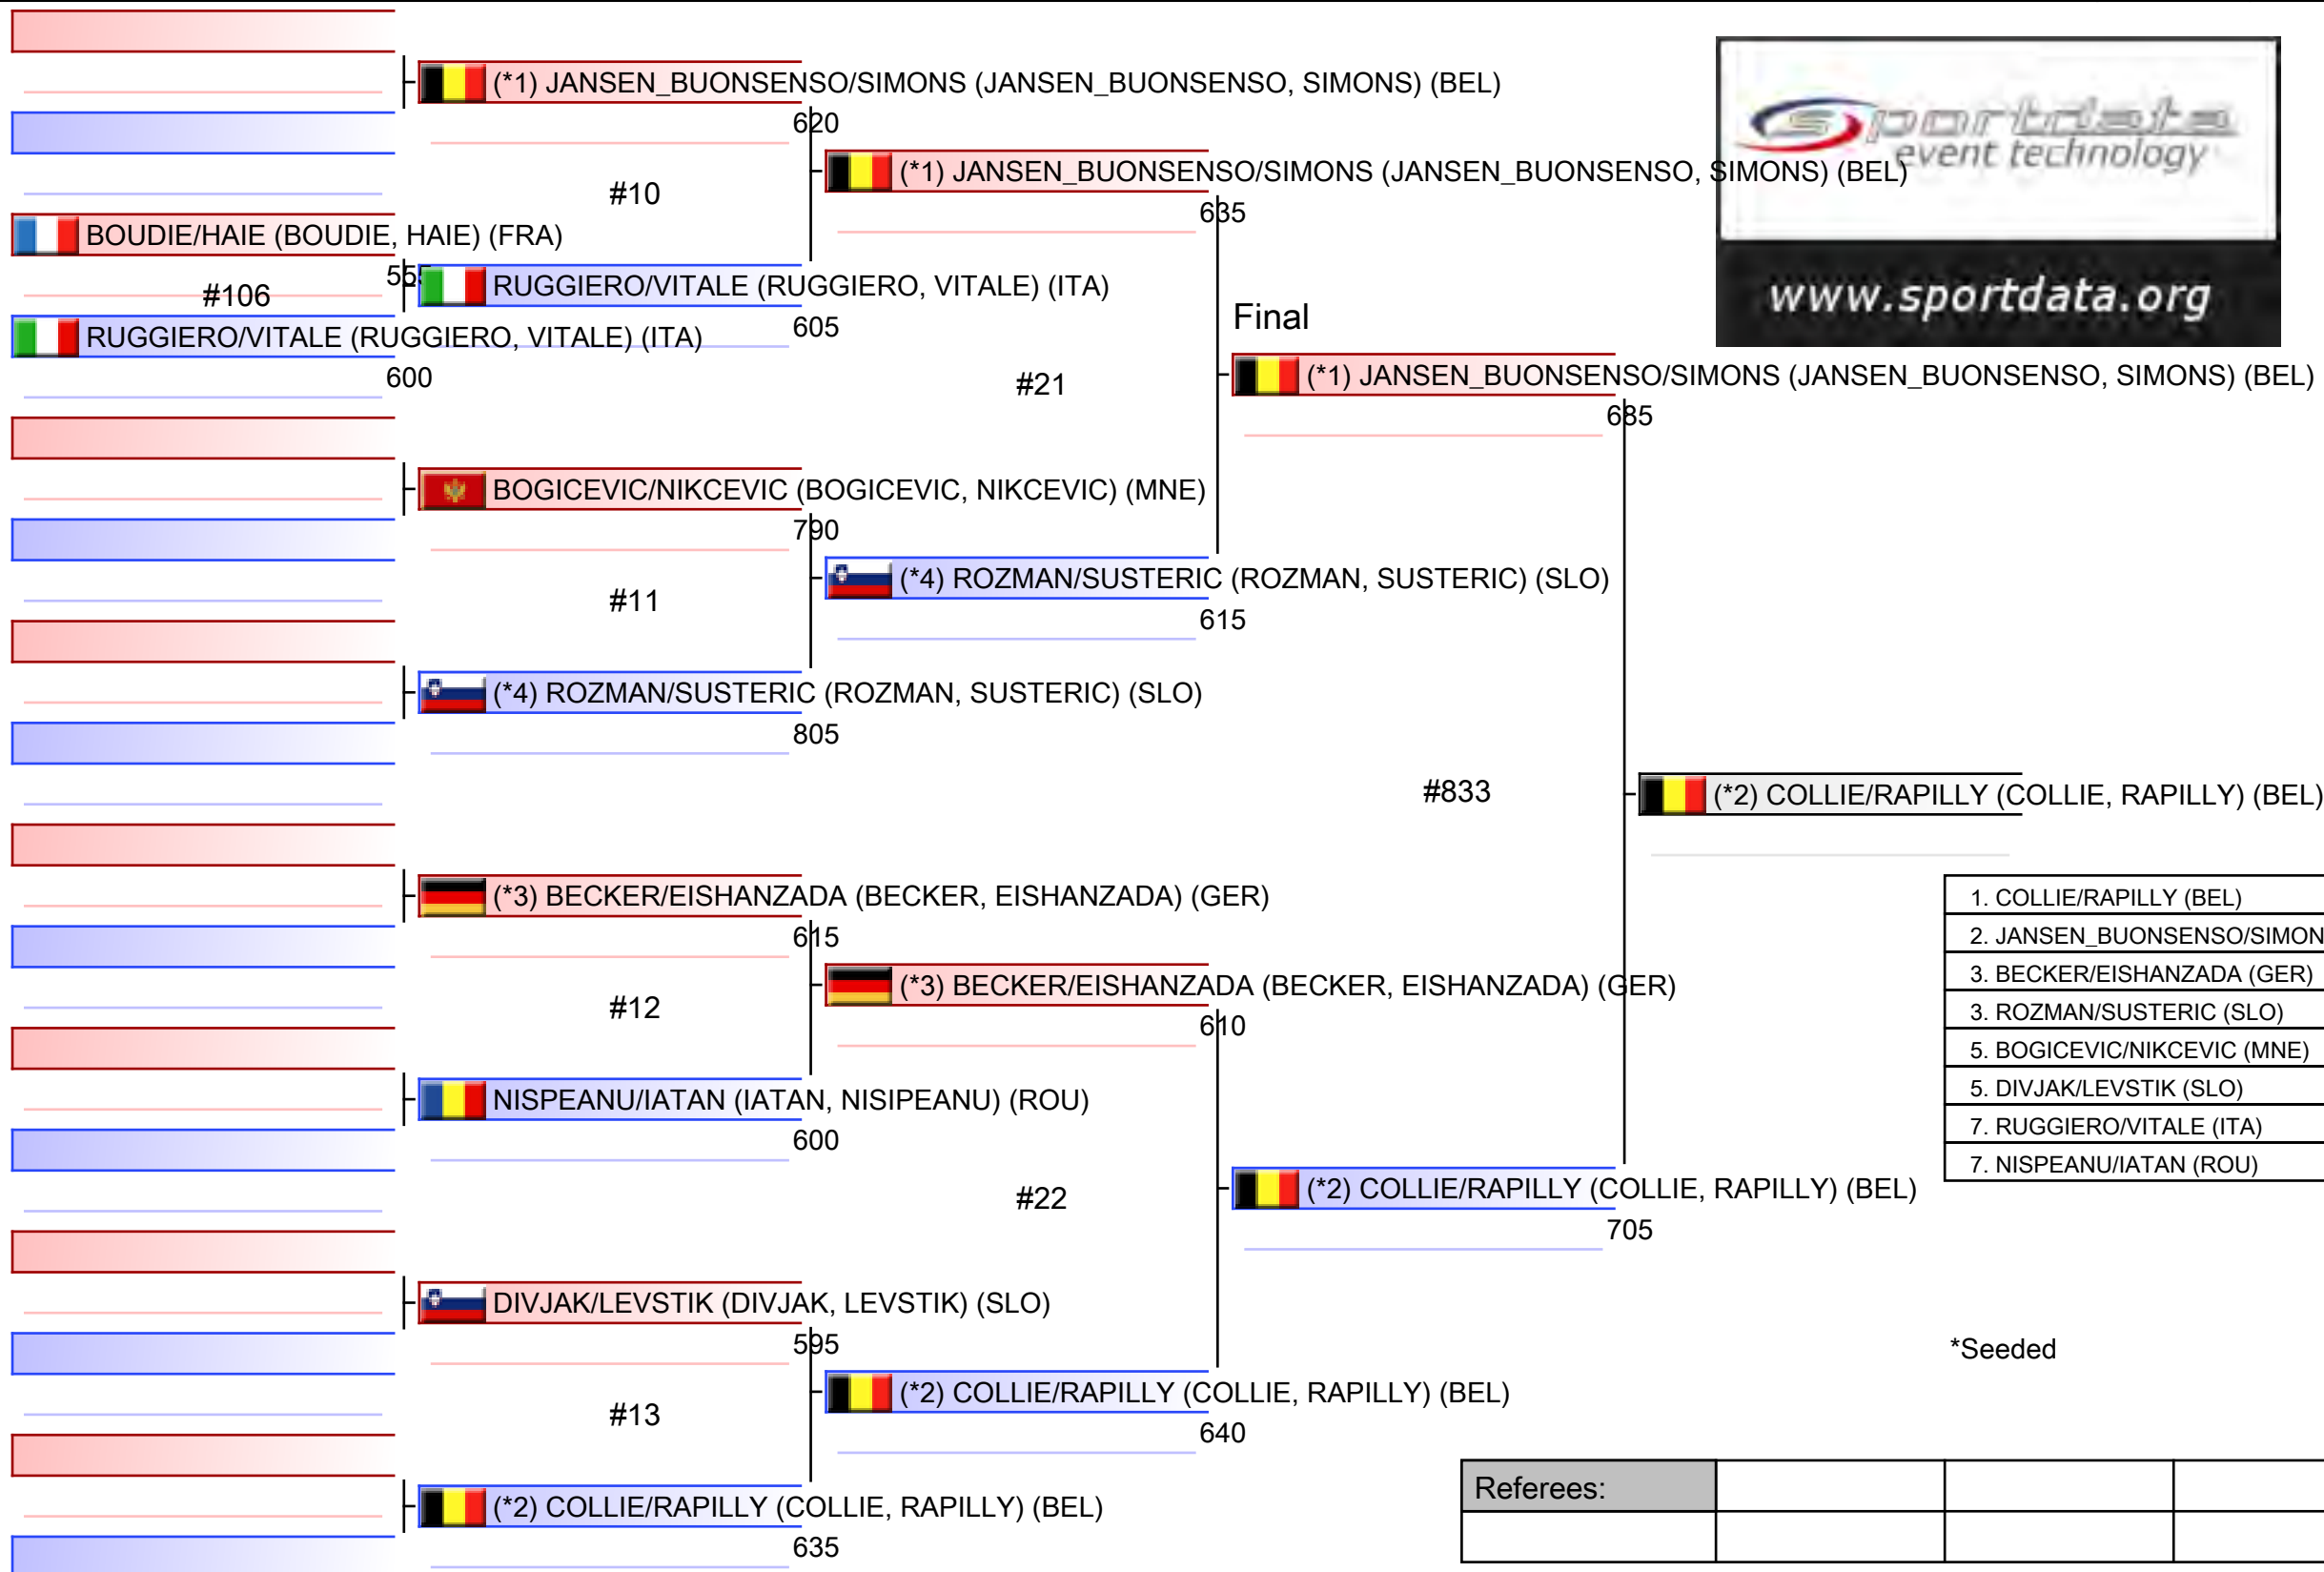 (*1) JANSEN_BUONSENSO/SIMONS (JANSEN_BUONSENSO, SIMONS) (BEL)
620
#10
(*1) JANSEN_BUONSENSO/SIMONS (JANSEN_BUONSENSO, SIMONS) (BEL)
635
BOUDIE/HAIE (BOUDIE, HAIE) (FRA)
#106
RUGGIERO/VITALE (RUGGIERO, VITALE) (ITA)
605
RUGGIERO/VITALE (RUGGIERO, VITALE) (ITA)
600
sportdata
event technology
www.sportdata.org
Final
#21
(*1) JANSEN_BUONSENSO/SIMONS (JANSEN_BUONSENSO, SIMONS) (BEL)
685
BOGICEVIC/NIKCEVIC (BOGICEVIC, NIKCEVIC) (MNE)
790
#11
(*4) ROZMAN/SUSTERIC (ROZMAN, SUSTERIC) (SLO)
615
(*4) ROZMAN/SUSTERIC (ROZMAN, SUSTERIC) (SLO)
805
#833
(*2) COLLIE/RAPILLY (COLLIE, RAPILLY) (BEL)
(*3) BECKER/EISHANZADA (BECKER, EISHANZADA) (GER)
615
#12
(*3) BECKER/EISHANZADA (BECKER, EISHANZADA) (GER)
610
NISPEANU/IATAN (IATAN, NISIPEANU) (ROU)
600
#22
(*2) COLLIE/RAPILLY (COLLIE, RAPILLY) (BEL)
705
1. COLLIE/RAPILLY (BEL)
2. JANSEN_BUONSENSO/SIMON
3. BECKER/EISHANZADA (GER)
3. ROZMAN/SUSTERIC (SLO)
5. BOGICEVIC/NIKCEVIC (MNE)
5. DIVJAK/LEVSTIK (SLO)
7. RUGGIERO/VITALE (ITA)
7. NISPEANU/IATAN (ROU)
DIVJAK/LEVSTIK (DIVJAK, LEVSTIK) (SLO)
595
#13
(*2) COLLIE/RAPILLY (COLLIE, RAPILLY) (BEL)
640
*Seeded
(*2) COLLIE/RAPILLY (COLLIE, RAPILLY) (BEL)
635
Referees: